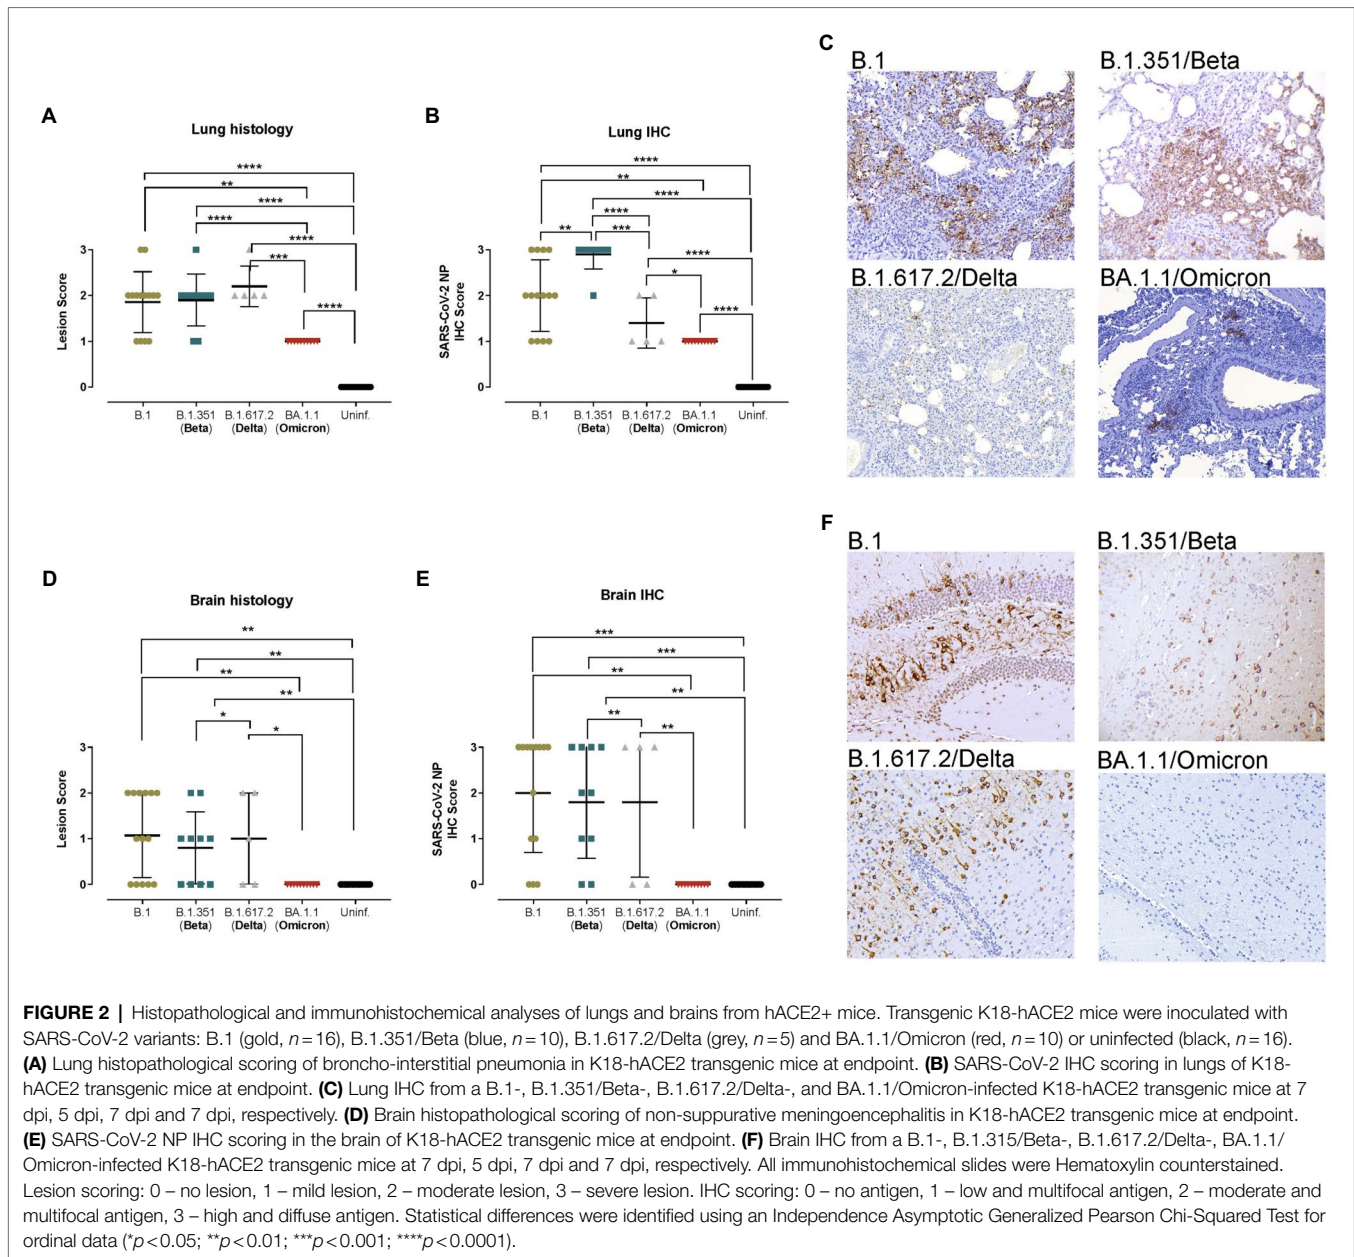 A
Lung histology
****
**
****
****
****
***
****
Lesion Score
3
2
1
0
B.1
B.1.351
(Beta)
B.1.617.2
(Delta)
BA.1.1
(Omicron)
Uninf.
B
Lung IHC
****
**
****
****
**
***
****
*
****
SARS-CoV-2 NP
IHC Score
3
2
1
0
B.1
B.1.351
(Beta)
B.1.617.2
(Delta)
BA.1.1
(Omicron)
Uninf.
C
B.1
B.1.351/Beta
B.1.617.2/Delta
BA.1.1/Omicron
D
Brain histology
**
**
**
**
*
*
Lesion Score
3
2
1
0
B.1
B.1.351
(Beta)
B.1.617.2
(Delta)
BA.1.1
(Omicron)
Uninf.
E
Brain IHC
***
***
**
**
**
**
SARS-CoV-2 NP
IHC Score
3
2
1
0
B.1
B.1.351
(Beta)
B.1.617.2
(Delta)
BA.1.1
(Omicron)
Uninf.
F
B.1
B.1.351/Beta
B.1.617.2/Delta
BA.1.1/Omicron
FIGURE 2 | Histopathological and immunohistochemical analyses of lungs and brains from hACE2+ mice. Transgenic K18-hACE2 mice were inoculated with
SARS-CoV-2 variants: B.1 (gold, n=16), B.1.351/Beta (blue, n=10), B.1.617.2/Delta (grey, n=5) and BA.1.1/Omicron (red, n=10) or uninfected (black, n=16).
(A) Lung histopathological scoring of broncho-interstitial pneumonia in K18-hACE2 transgenic mice at endpoint. (B) SARS-CoV-2 IHC scoring in lungs of K18-
hACE2 transgenic mice at endpoint. (C) Lung IHC from a B.1-, B.1.351/Beta-, B.1.617.2/Delta-, and BA.1.1/Omicron-infected K18-hACE2 transgenic mice at 7
dpi, 5 dpi, 7 dpi and 7 dpi, respectively. (D) Brain histopathological scoring of non-suppurative meningoencephalitis in K18-hACE2 transgenic mice at endpoint.
(E) SARS-CoV-2 NP IHC scoring in the brain of K18-hACE2 transgenic mice at endpoint. (F) Brain IHC from a B.1-, B.1.315/Beta-, B.1.617.2/Delta-, BA.1.1/
Omicron-infected K18-hACE2 transgenic mice at 7 dpi, 5 dpi, 7 dpi and 7 dpi, respectively. All immunohistochemical slides were Hematoxylin counterstained.
Lesion scoring: 0 – no lesion, 1 – mild lesion, 2 – moderate lesion, 3 – severe lesion. IHC scoring: 0 – no antigen, 1 – low and multifocal antigen, 2 – moderate and
multifocal antigen, 3 – high and diffuse antigen. Statistical differences were identified using an Independence Asymptotic Generalized Pearson Chi-Squared Test for
ordinal data (*p<0.05; **p<0.01; ***p<0.001; ****p<0.0001).